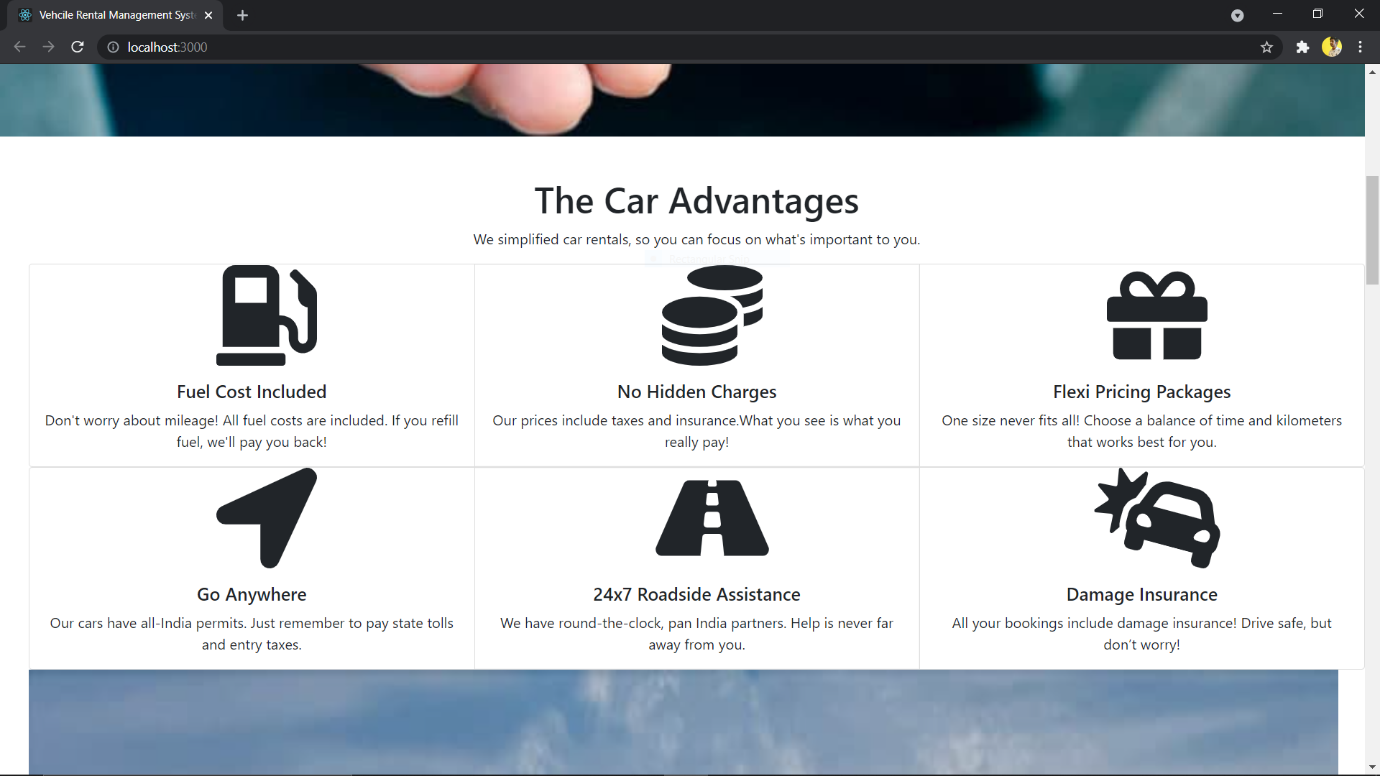 Vehcile Rental Management Syst
localhost:3000
The Car Advantages
We simplified car rentals, so you can focus on what's important to you.
Fuel Cost Included
Don't worry about mileage! All fuel costs are included. If you refill
fuel, we'll pay you back!
No Hidden Charges
Our prices include taxes and insurance.What you see is what you
really pay!
Flexi Pricing Packages
One size never fits all! Choose a balance of time and kilometers
that works best for you.
Go Anywhere
Our cars have all-India permits. Just remember to pay state tolls
and entry taxes.
24x7 Roadside Assistance
We have round-the-clock, pan India partners. Help is never far
away from you.
Damage Insurance
All your bookings include damage insurance! Drive safe, but
don’t worry!